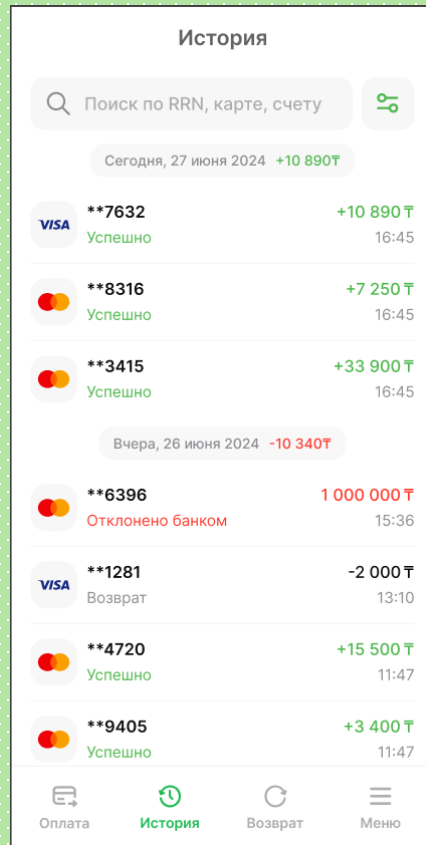 История
Поиск по RRN, карте, счету
Сегодня, 27 июня 2024 +10 890₸
VISA **7632 +10 890 ₸
Успешно 16:45
**8316 +7 250 ₸
Успешно 16:45
**3415 +33 900 ₸
Успешно 16:45
Вчера, 26 июня 2024 -10 340₸
**6396 1 000 000 ₸
Отклонено банком 15:36
VISA **1281 -2 000 ₸
Возврат 13:10
**4720 +15 500 ₸
Успешно 11:47
**9405 +3 400 ₸
Успешно 11:47
Оплата История Возврат Меню